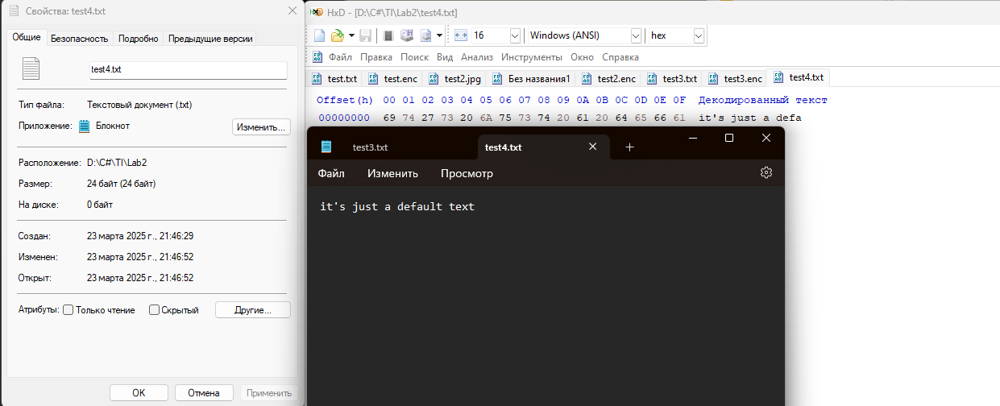 Свойства: test4.txt
Общие Безопасность Подробно Предыдущие версии
test4.txt
Тип файла: Текстовый документ (.txt)
Приложение: Блокнот Изменить...
Расположение: D:\C#\TI\Lab2
Размер: 24 байт (24 байт)
На диске: 0 байт
Создан: 23 марта 2025 г., 21:46:29
Изменен: 23 марта 2025 г., 21:46:52
Открыт: 23 марта 2025 г., 21:46:52
Атрибуты: Только чтение Скрытый Другие...
OK Отмена Применить
HxD - [D:\C#\TI\Lab2\test4.txt]
16 Windows (ANSI) hex
Файл Правка Поиск Вид Анализ Инструменты Окно Справка
test.txt test.enc test2.jpg Без названия1 test2.enc test3.txt test3.enc test4.txt
Offset(h) 00 01 02 03 04 05 06 07 08 09 0A 0B 0C 0D 0E 0F Декодированный текст
00000000 69 74 27 73 20 6A 75 73 74 20 61 20 64 65 66 61 it's just a defa
test3.txt test4.txt
Файл Изменить Просмотр
it's just a default text